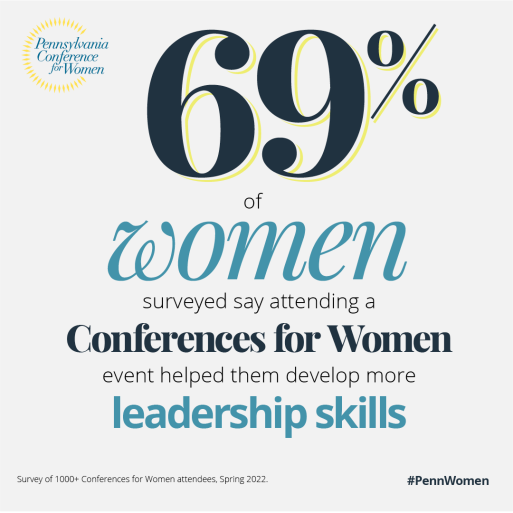 Pennsylvania
Conference
for Women
69%
of
women
surveyed say attending a
Conferences for Women
event helped them develop more
leadership skills
Survey of 1000+ Conferences for Women attendees, Spring 2022.
#PennWomen